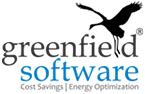 greenfield®
software
Cost Savings | Energy Optimization